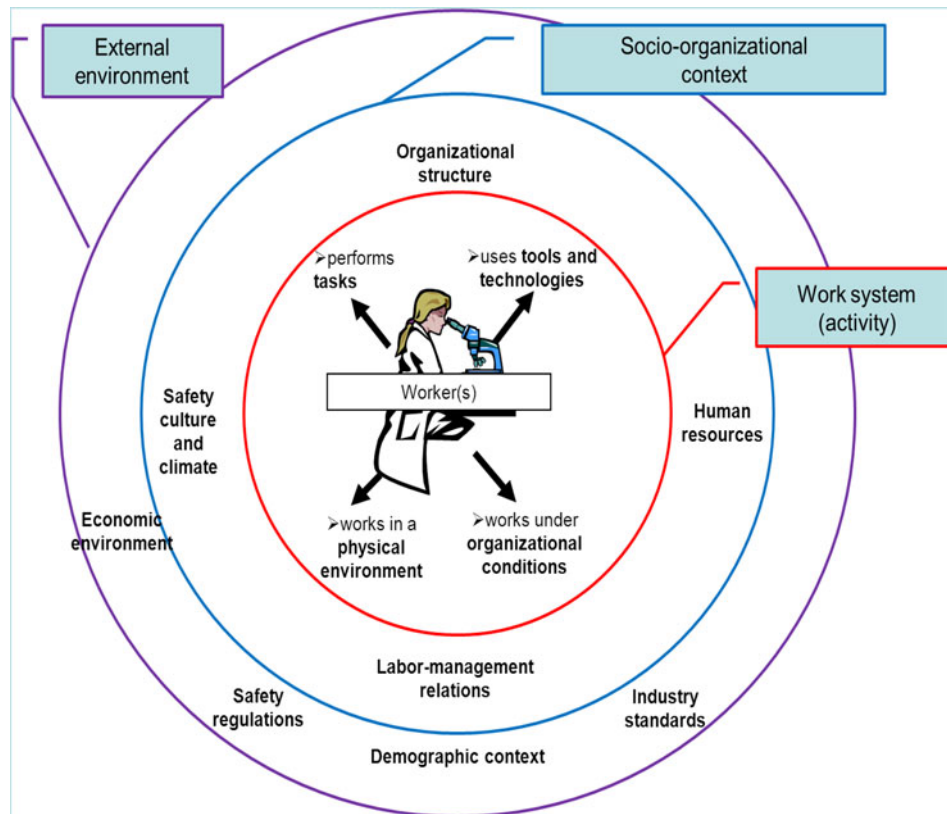 External
environment
Socio-organizational
context
Organizational
structure
➢performs
tasks
➢uses tools and
technologies
Work system
(activity)
Worker(s)
Safety
culture
and
climate
Human
resources
Economic
environment
➢works in a
physical
environment
➢works under
organizational
conditions
Labor-management
relations
Safety
regulations
Industry
standards
Demographic context